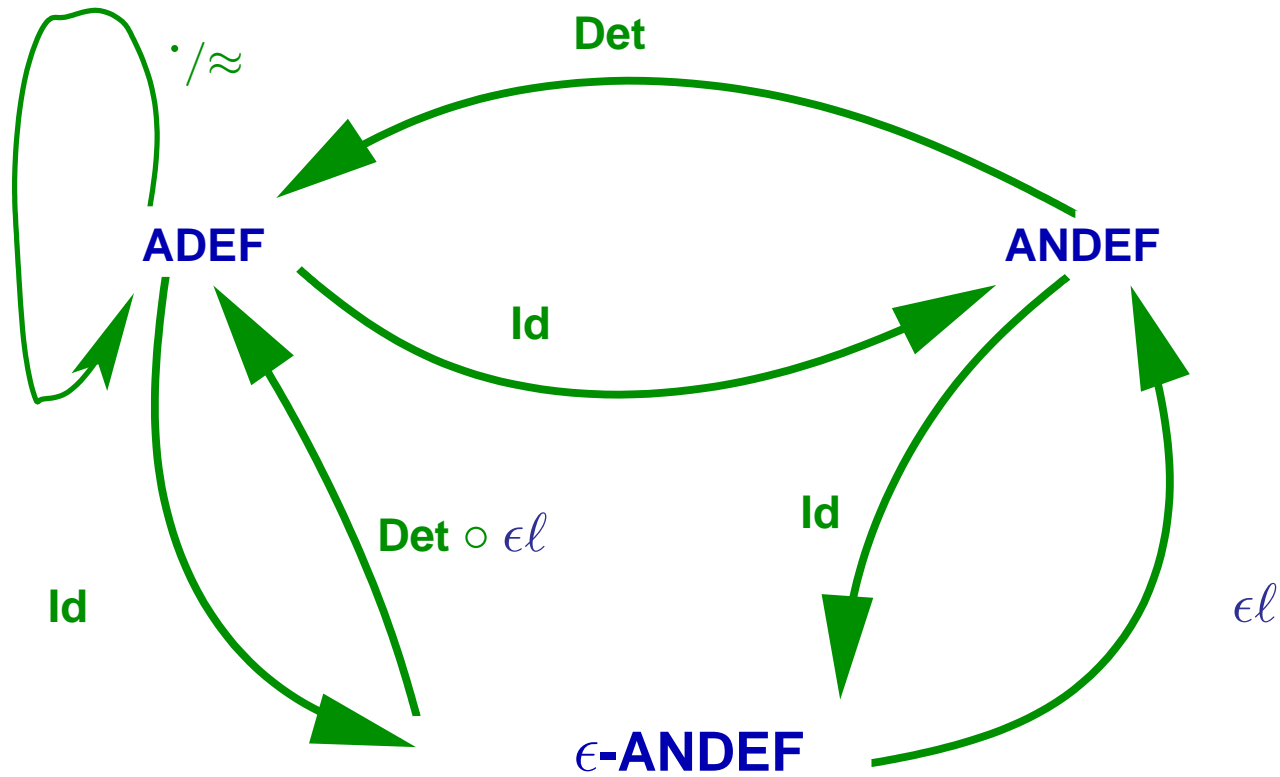 Det
·/≈
ADEF
ANDEF
Id
Det ∘ ϵℓ
Id
Id
ϵℓ
ϵ-ANDEF